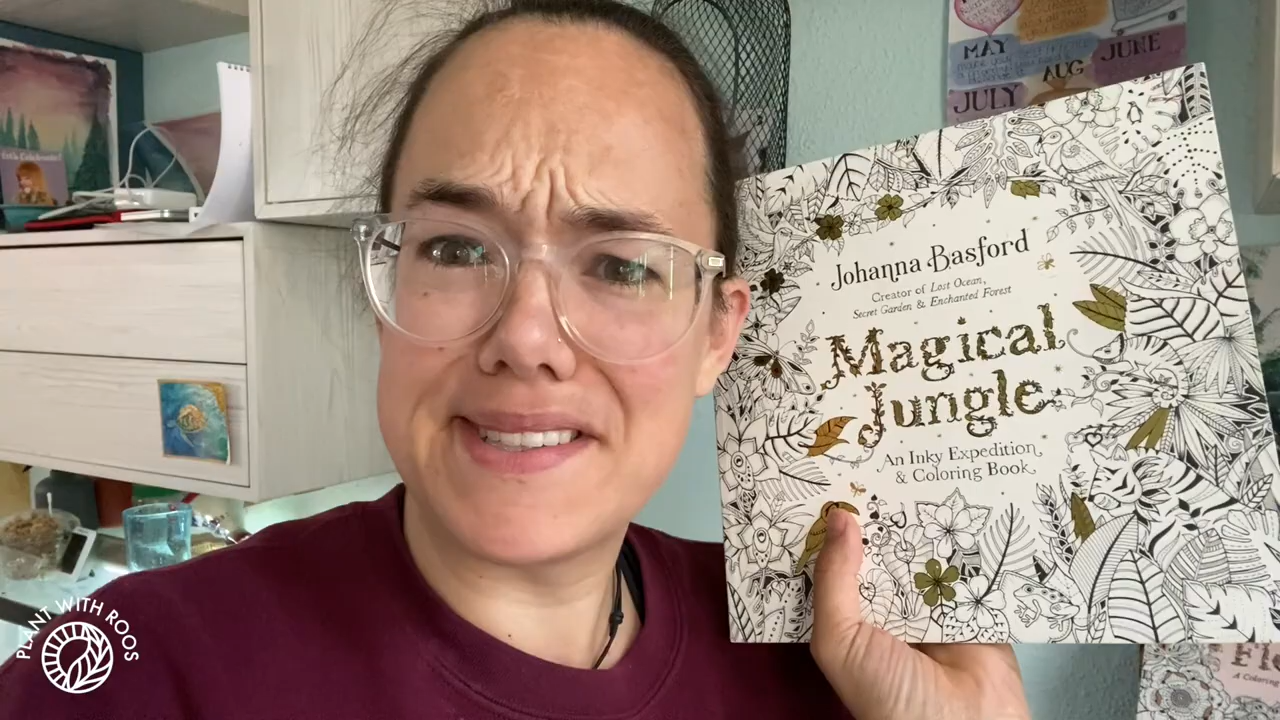 MAY
JUNE
AUG
JULY
Johanna Basford
Creator of Lost Ocean,
Secret Garden & Enchanted Forest
Magical
Jungle
An Inky Expedition
& Coloring Book
PLANT WITH ROOS
A Coloring